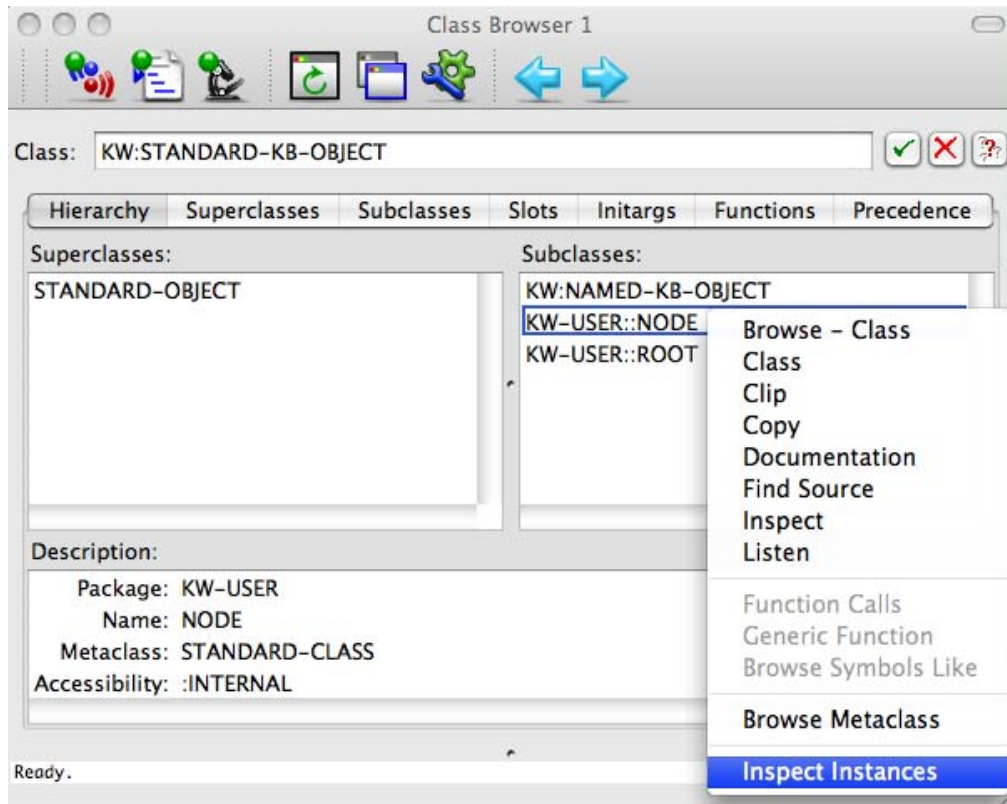 Class Browser 1
Class: KW:STANDARD-KB-OBJECT
Hierarchy Superclasses Subclasses Slots Initargs Functions Precedence
Superclasses:
STANDARD-OBJECT
Subclasses:
KW:NAMED-KB-OBJECT
KW-USER::NODE
KW-USER::ROOT
Browse - Class
Class
Clip
Copy
Documentation
Find Source
Inspect
Listen
Function Calls
Generic Function
Browse Symbols Like
Browse Metaclass
Inspect Instances
Description:
Package: KW-USER
Name: NODE
Metaclass: STANDARD-CLASS
Accessibility: :INTERNAL
Ready.